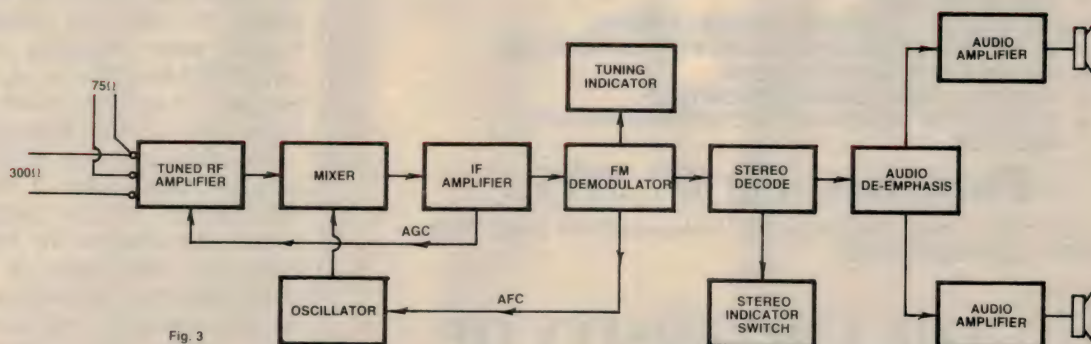 75Ω
300Ω
TUNED RF
AMPLIFIER
MIXER
IF
AMPLIFIER
TUNING
INDICATOR
FM
DEMODULATOR
STEREO
DECODE
AUDIO
DE-EMPHASIS
AUDIO
AMPLIFIER
AGC
OSCILLATOR
AFC
STEREO
INDICATOR
SWITCH
AUDIO
AMPLIFIER
Fig. 3